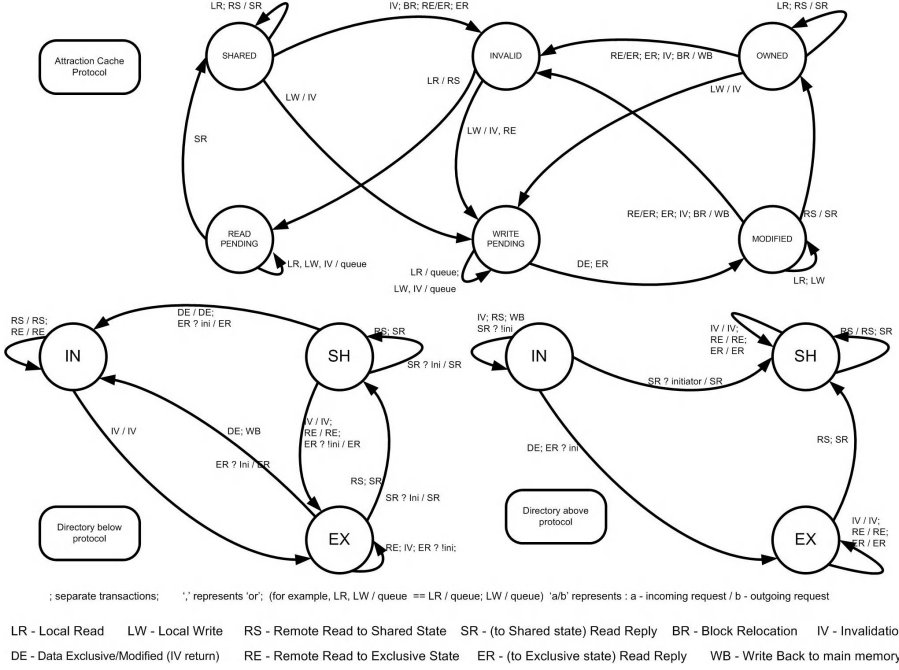 LR; RS / SR
IV; BR; RE/ER; ER
LR; RS / SR
Attraction Cache
Protocol
SHARED
INVALID
OWNED
RE/ER; ER; IV; BR / WB
LR / RS
LW / IV
LW / IV
SR
LW / IV, RE
READ
PENDING
WRITE
PENDING
MODIFIED
RE/ER; ER; IV; BR / WB
RS / SR
LR, LW, IV / queue
LR / queue;
LW, IV / queue
DE; ER
LR; LW
RS / RS;
RE / RE
IN
DE / DE;
ER ? ini / ER
SH
RS; SR
SR ? Ini / SR
IV / IV
DE; WB
ER ? Ini / ER
IV / IV;
RE / RE;
ER ? !ini / ER
RS; SR
SR ? Ini / SR
Directory below
protocol
EX
RE; IV; ER ? !ini;
IV; RS; WB
SR ? !ini
IN
IV / IV;
RE / RE;
ER / ER
SH
RS / RS; SR
SR ? initiator / SR
DE; ER ? ini
RS; SR
Directory above
protocol
EX
IV / IV;
RE / RE;
ER / ER
; separate transactions; ‘,’ represents ‘or’; (for example, LR, LW / queue == LR / queue; LW / queue) ‘a/b’ represents : a - incoming request / b - outgoing request
LR - Local Read LW - Local Write RS - Remote Read to Shared State SR - (to Shared state) Read Reply BR - Block Relocation IV - Invalidatio
DE - Data Exclusive/Modified (IV return) RE - Remote Read to Exclusive State ER - (to Exclusive state) Read Reply WB - Write Back to main memory